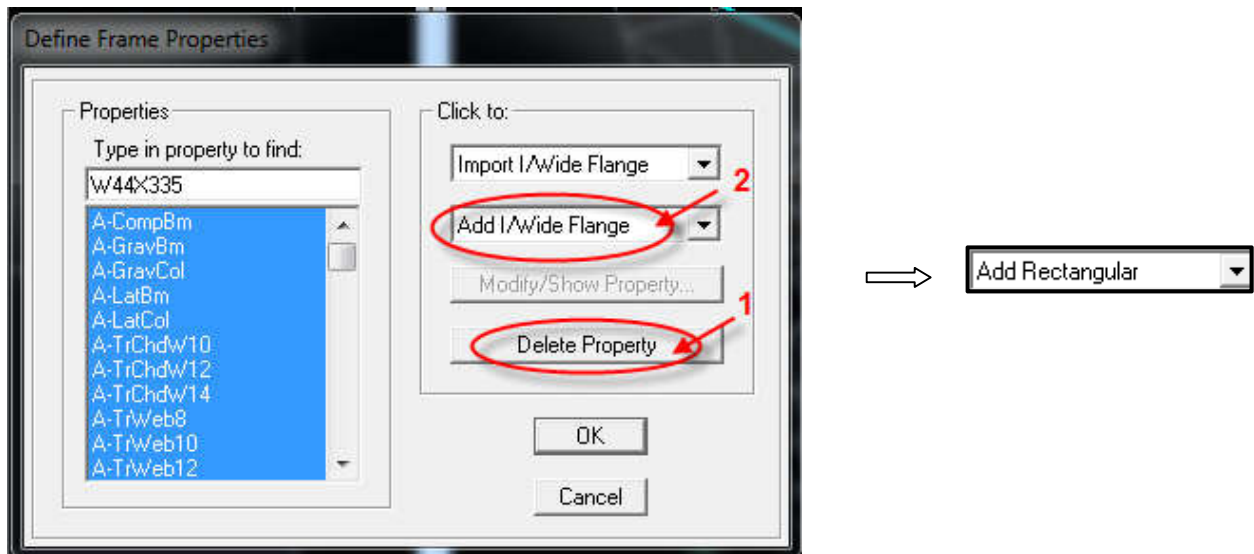 Define Frame Properties
Properties
Type in property to find:
W44X335
A-CompBm
A-GravBm
A-GravCol
A-LatBm
A-LatCol
A-TrChdW10
A-TrChdW12
A-TrChdW14
A-TrWeb8
A-TrWeb10
A-TrWeb12
Click to:
Import I/Wide Flange
2
Add I/Wide Flange
Modify/Show Property...
1
Delete Property
OK
Cancel
Add Rectangular